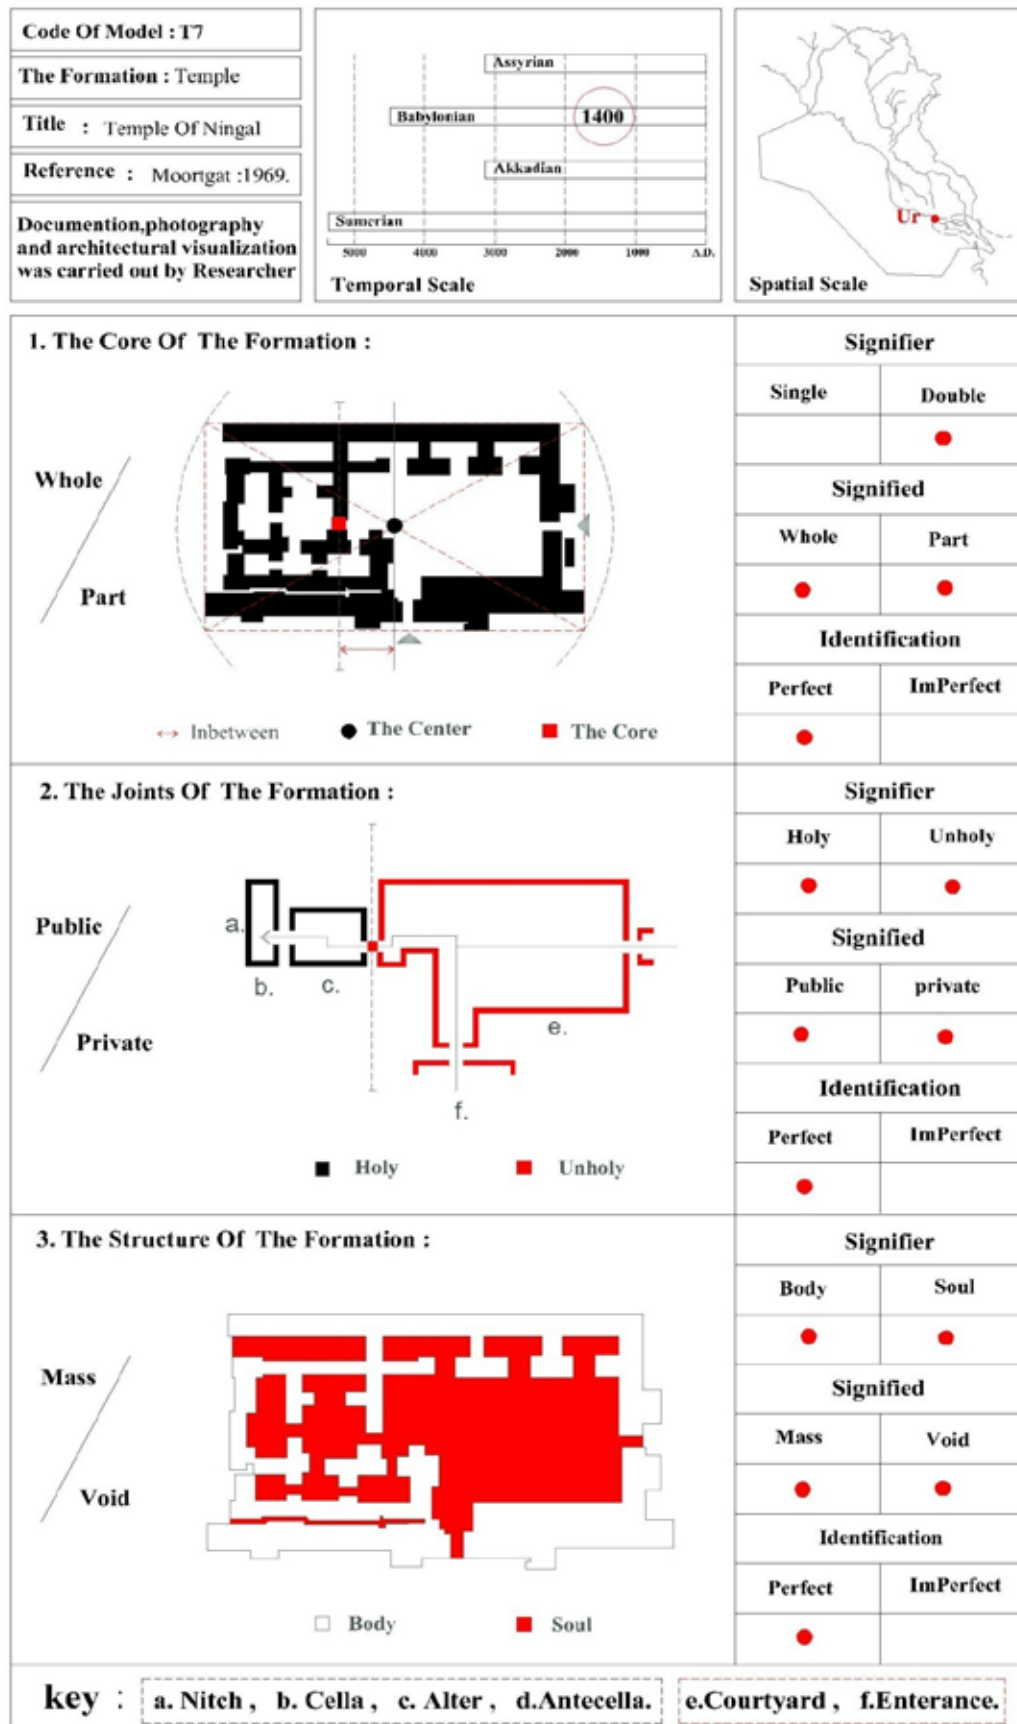 Code Of Model : T7
The Formation : Temple
Title : Temple Of Ningal
Reference : Moortgat :1969.
Documention,photography
and architectural visualization
was carried out by Researcher
Assyrian
Babylonian
1400
Akkadian
Sumerian
5000 4000 3000 2000 1000 A.D.
Temporal Scale
Ur
Spatial Scale
1. The Core Of The Formation :
Whole
Part
Inbetween The Center The Core
Signifier
Single Double
Signified
Whole Part
Identification
Perfect ImPerfect
2. The Joints Of The Formation :
Public
Private
a.
b. c.
e.
f.
Holy Unholy
Signifier
Holy Unholy
Signified
Public private
Identification
Perfect ImPerfect
3. The Structure Of The Formation :
Mass
Void
Body Soul
Signifier
Body Soul
Signified
Mass Void
Identification
Perfect ImPerfect
key : a. Nitch , b. Cella , c. Alter , d.Antecella. e.Courtyard , f.Enterance.